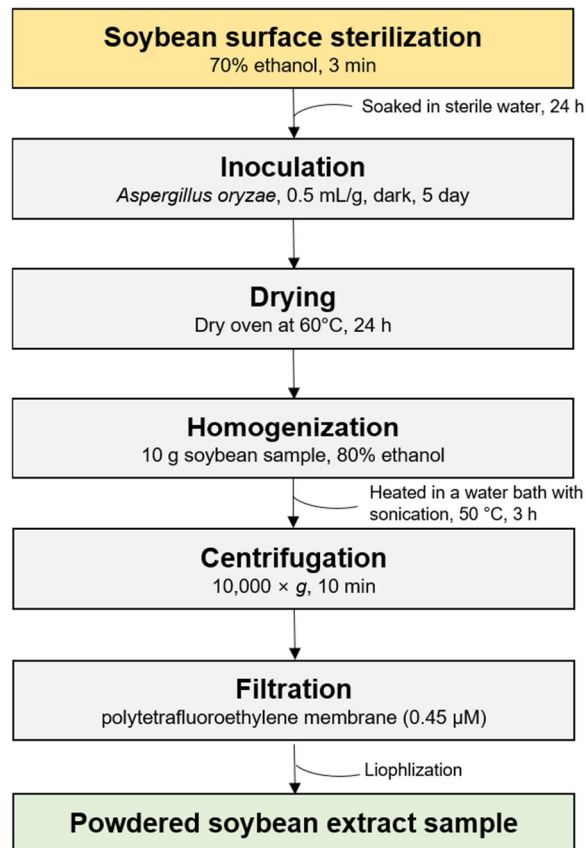 Soybean surface sterilization
70% ethanol, 3 min
Soaked in sterile water, 24 h
Inoculation
Aspergillus oryzae, 0.5 mL/g, dark, 5 day
Drying
Dry oven at 60°C, 24 h
Homogenization
10 g soybean sample, 80% ethanol
Heated in a water bath with
sonication, 50 °C, 3 h
Centrifugation
10,000 × g, 10 min
Filtration
polytetrafluoroethylene membrane (0.45 µM)
Liophlization
Powdered soybean extract sample